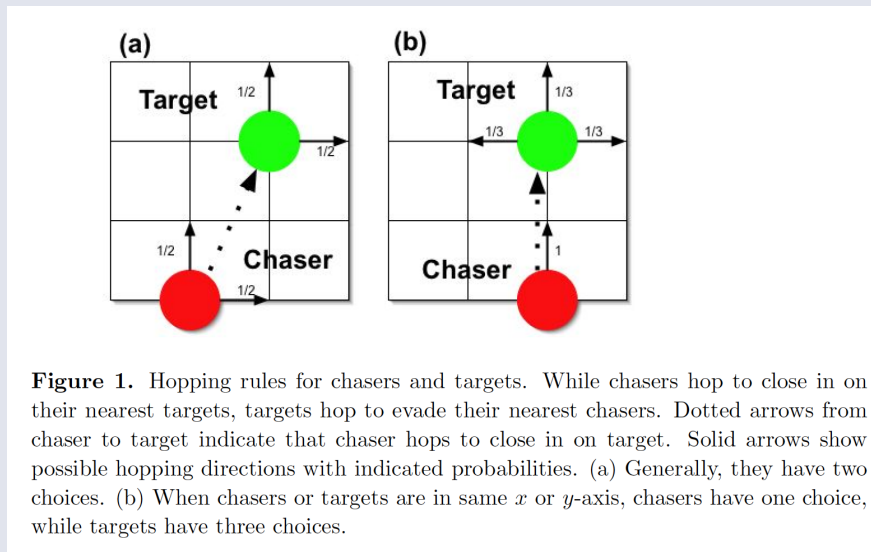 (a)
(b)
Target
1/2
1/2
1/2
Chaser
1/2
Target
1/3
1/3
1/3
Chaser
1
Figure 1. Hopping rules for chasers and targets. While chasers hop to close in on
their nearest targets, targets hop to evade their nearest chasers. Dotted arrows from
chaser to target indicate that chaser hops to close in on target. Solid arrows show
possible hopping directions with indicated probabilities. (a) Generally, they have two
choices. (b) When chasers or targets are in same x or y-axis, chasers have one choice,
while targets have three choices.